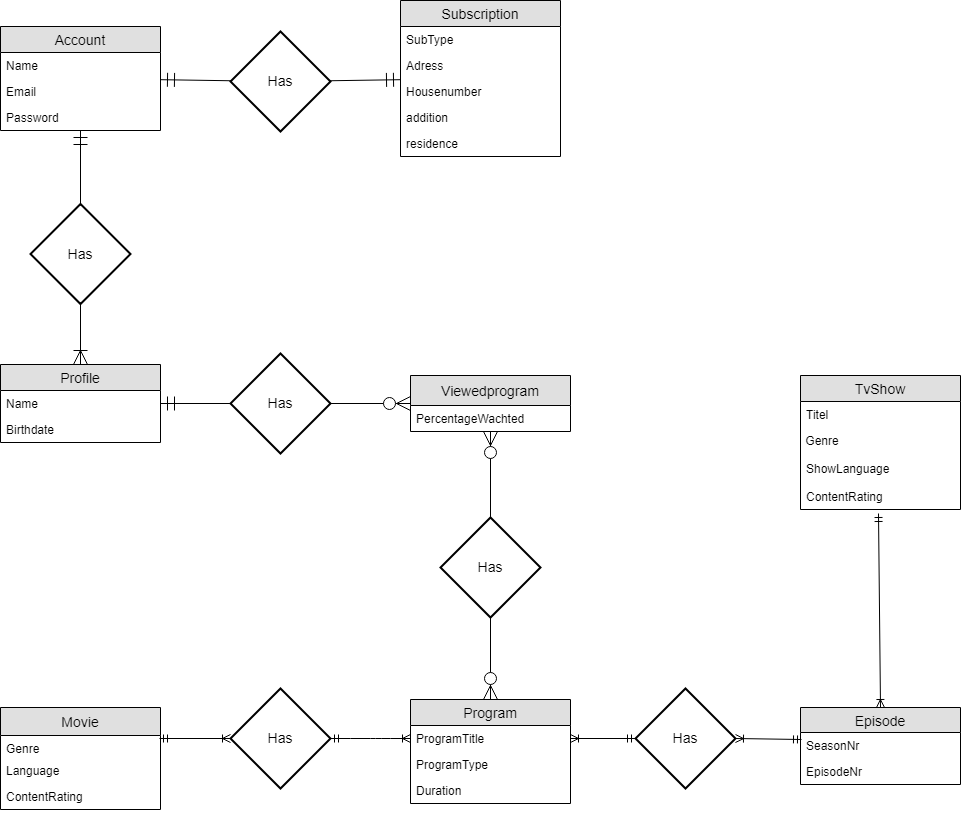 Subscription
SubType
Adress
Housenumber
addition
residence
Account
Name
Email
Password
Has
Has
Profile
Name
Birthdate
Has
Viewedprogram
PercentageWachted
TvShow
Titel
Genre
ShowLanguage
ContentRating
Has
Movie
Genre
Language
ContentRating
Has
Program
ProgramTitle
ProgramType
Duration
Has
Episode
SeasonNr
EpisodeNr